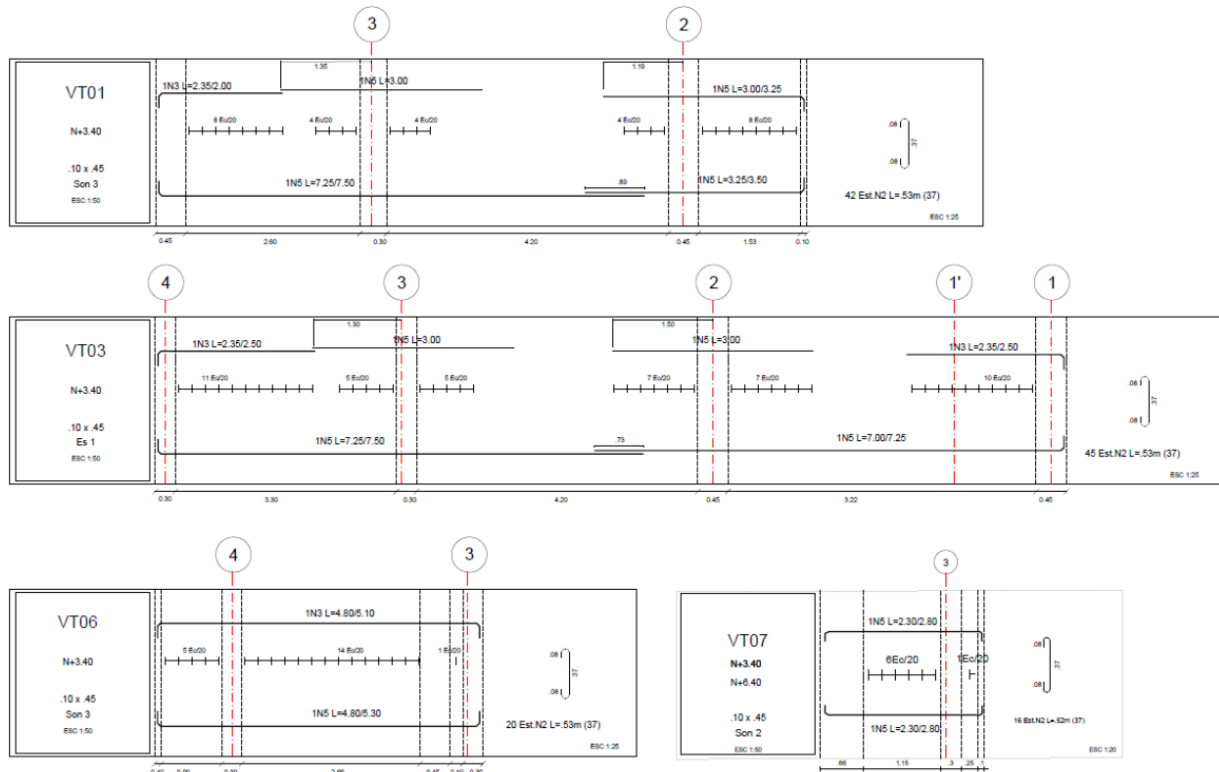 3
2
VT01
N+3.40
.10 x .45
Son 3
ESC 1:50
1.35
1.19
1N3 L=2.35/2.00
1N5 L=3.00
1N5 L=3.00/3.25
4 Ec/20
4 Ec/20
4 Ec/20
1N5 L=7.25/7.50
.89
1N5 L=3.25/3.50
.08
.37
.08
42 Est.N2 L=.53m (37)
ESC 1:25
0.45
2.60
0.30
4.20
0.45
1.53
0.10
4
3
2
1'
1
VT03
N+3.40
.10 x .45
Es 1
ESC 1:50
1.30
1.50
1N3 L=2.35/2.50
1N5 L=3.00
1N5 L=3.00
1N3 L=2.35/2.50
11 Ec/20
5 Ec/20
5 Ec/20
7 Ec/20
7 Ec/20
10 Ec/20
1N5 L=7.25/7.50
.73
1N5 L=7.00/7.25
.08
.37
.08
45 Est.N2 L=.53m (37)
ESC 1:25
0.30
3.30
0.30
4.20
0.45
3.22
0.45
4
3
VT06
N+3.40
.10 x .45
Son 3
ESC 1:50
1N3 L=4.80/5.10
5 Ec/20
14 Ec/20
1 Ec/20
1N5 L=4.80/5.30
.08
.37
.08
20 Est.N2 L=.53m (37)
ESC 1:25
3
VT07
N+3.40
N+6.40
.10 x .45
Son 2
ESC 1:50
1N5 L=2.30/2.80
6Ec/20
1Ec/20
1N5 L=2.30/2.80
.08
.37
.08
16 Est.N2 L=.52m (37)
ESC 1:20
1.15
.3
.25
.1